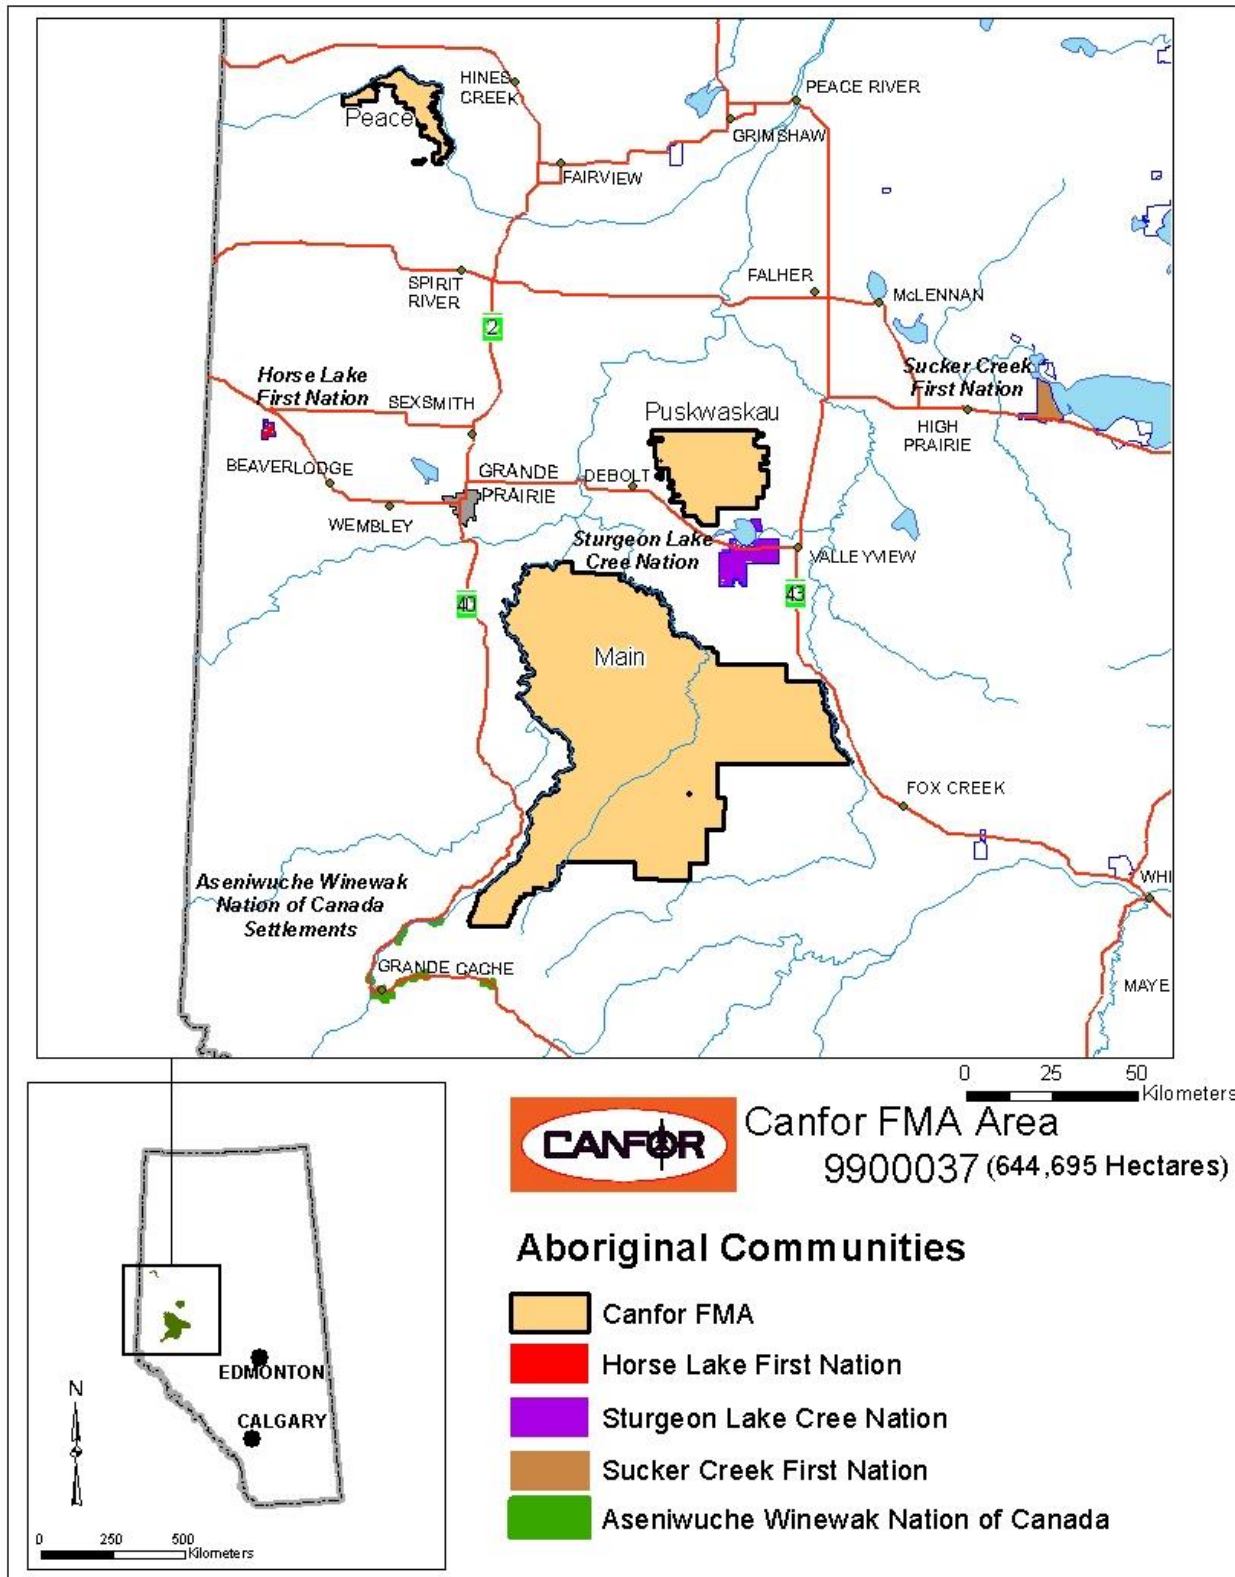 HINES
CREEK
PEACE RIVER
Peace
GRIMSHAW
FAIRVIEW
SPIRIT
RIVER
FALHER
McLENNAN
2
Horse Lake
First Nation
Sucker Creek
First Nation
SEXSMITH
Puskwaskau
HIGH
PRAIRIE
BEAVERLODGE
GRANDE
PRAIRIE
DEBOLT
WEMBLEY
Sturgeon Lake
Cree Nation
VALLEYVIEW
40
43
Main
FOX CREEK
Aseniwuche Winewak
Nation of Canada
Settlements
WHI
GRANDE CACHE
MAYE
0 25 50
Kilometers
CANFOR
Canfor FMA Area
9900037 (644,695 Hectares)
Aboriginal Communities
Canfor FMA
Horse Lake First Nation
Sturgeon Lake Cree Nation
Sucker Creek First Nation
Aseniwuche Winewak Nation of Canada
EDMONTON
CALGARY
N
0 250 500
Kilometers